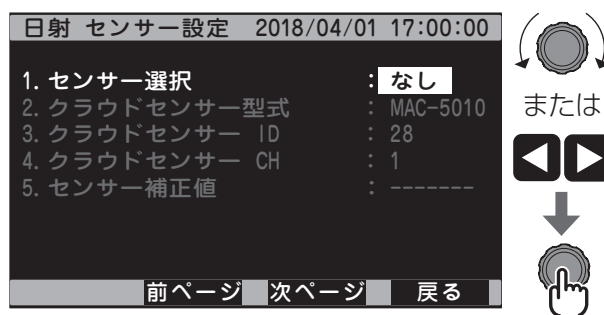 日射 センサー設定 2018/04/01 17:00:00
1. センサー選択 : なし
2. クラウドセンサー型式 : MAC-5010
3. クラウドセンサー ID : 28
4. クラウドセンサー CH : 1
5. センサー補正値 : -------
前ページ 次ページ 戻る
または